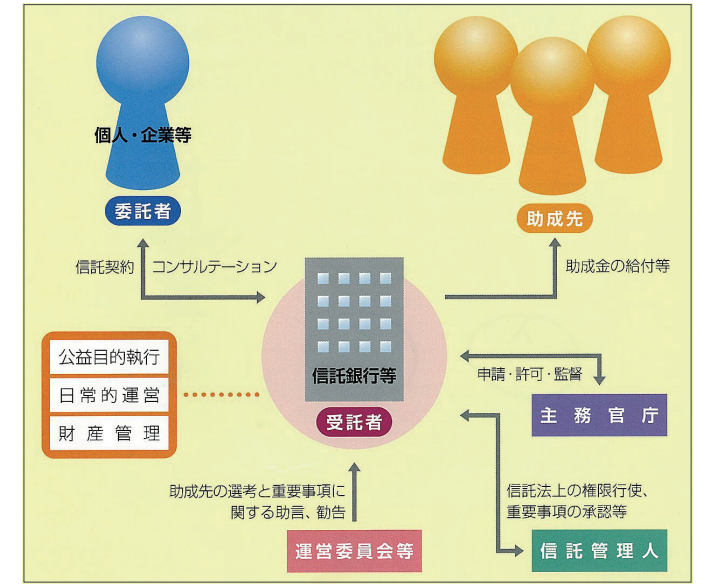 個人・企業等
委託者
助成先
信託契約
コンサルテーション
助成金の給付等
公益目的執行
日常的運営
財産管理
信託銀行等
受託者
申請・許可・監督
主務官庁
助成先の選考と重要事項に
関する助言、勧告
運営委員会等
信託法上の権限行使、
重要事項の承認等
信託管理人